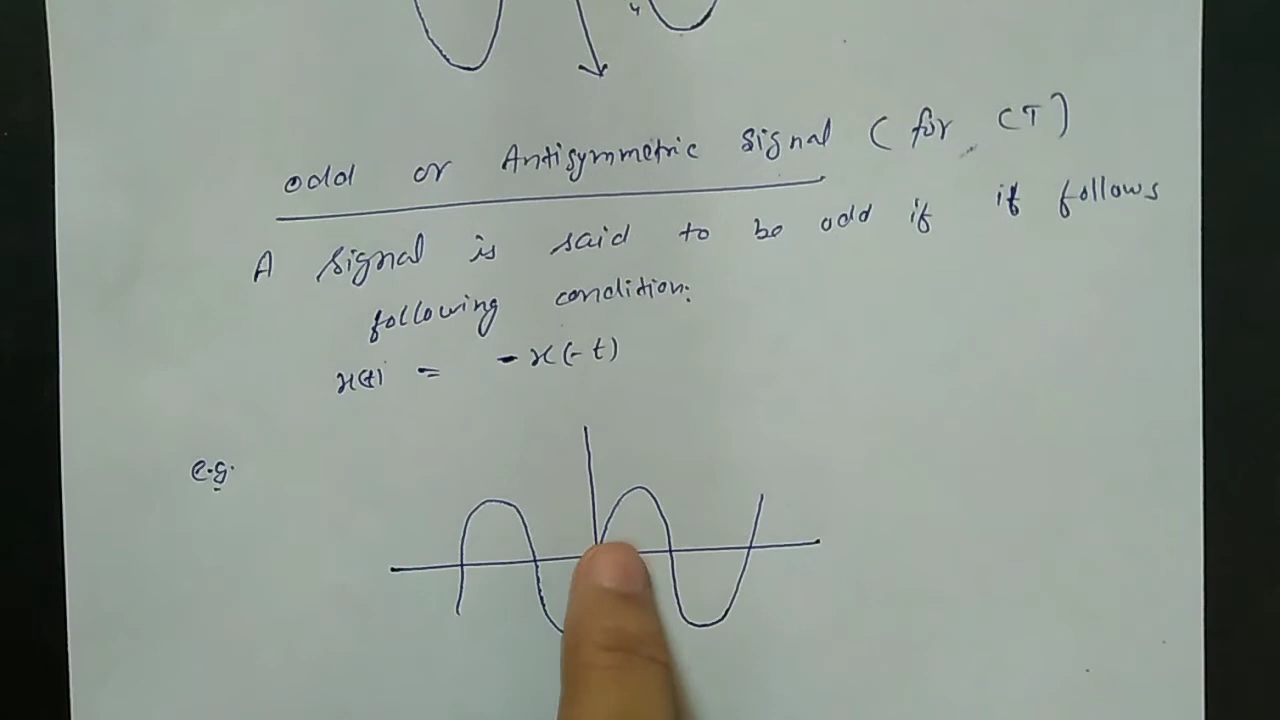 odd or Antisymmetric Signal (for CT)
A Signal is said to be odd if it follows
following condition:
x(t) = -x(-t)
e.g.